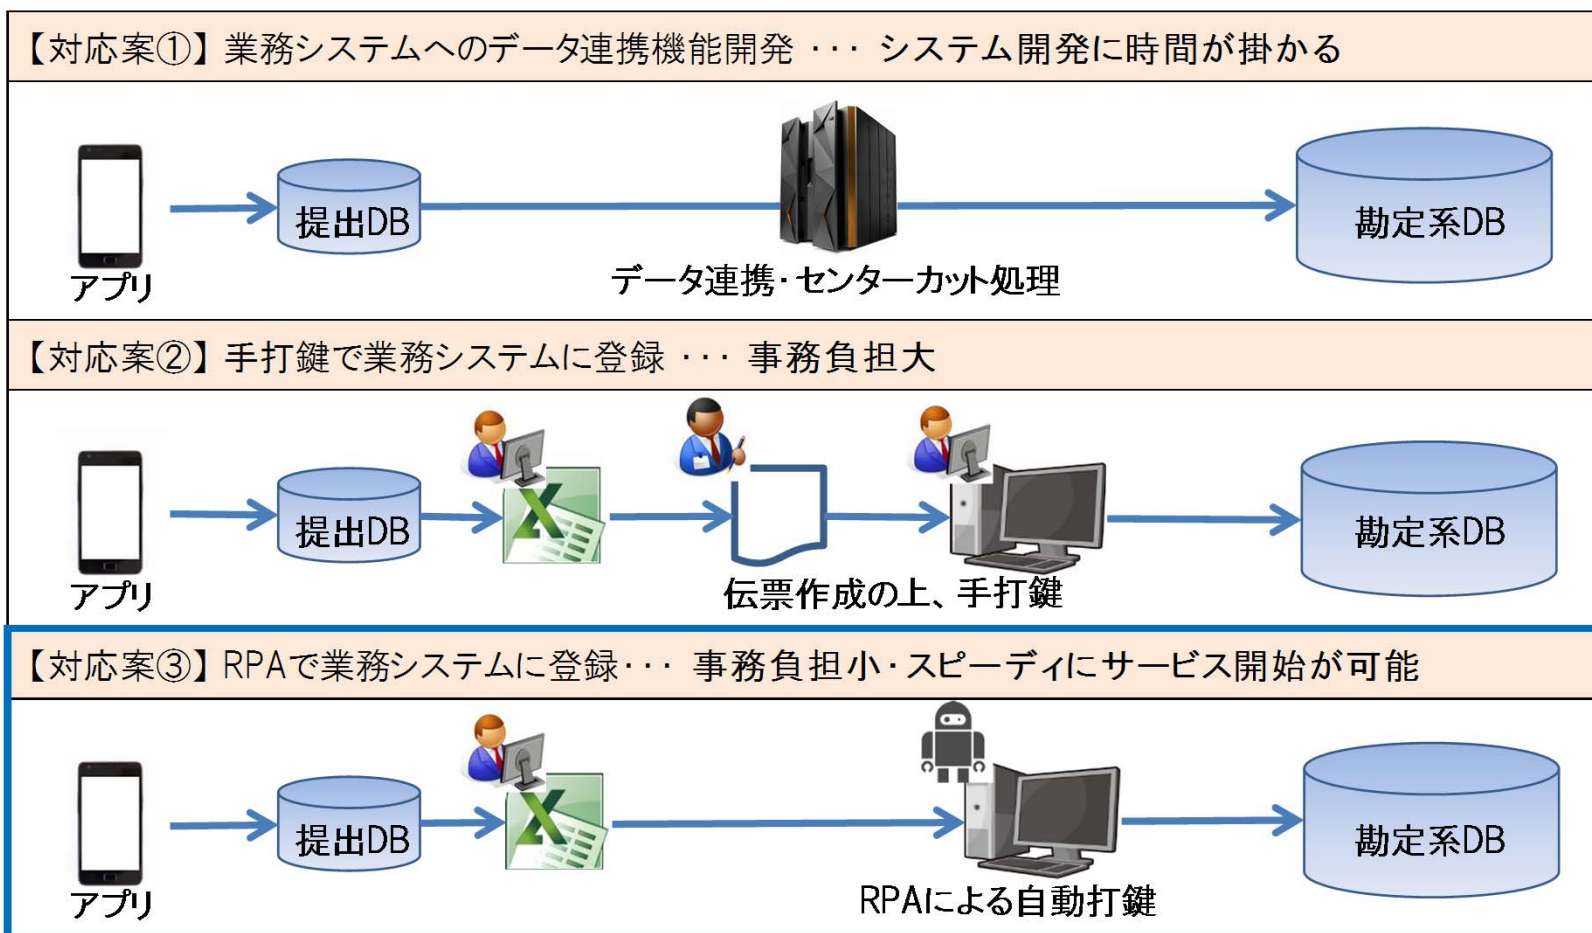 【対応案①】業務システムへのデータ連携機能開発 ・・・ システム開発に時間が掛かる
提出DB
勘定系DB
アプリ
データ連携・センターカット処理
【対応案②】手打鍵で業務システムに登録 ・・・ 事務負担大
提出DB
勘定系DB
アプリ
伝票作成の上、手打鍵
【対応案③】RPAで業務システムに登録・・・ 事務負担小・スピーディにサービス開始が可能
提出DB
勘定系DB
アプリ
RPAによる自動打鍵